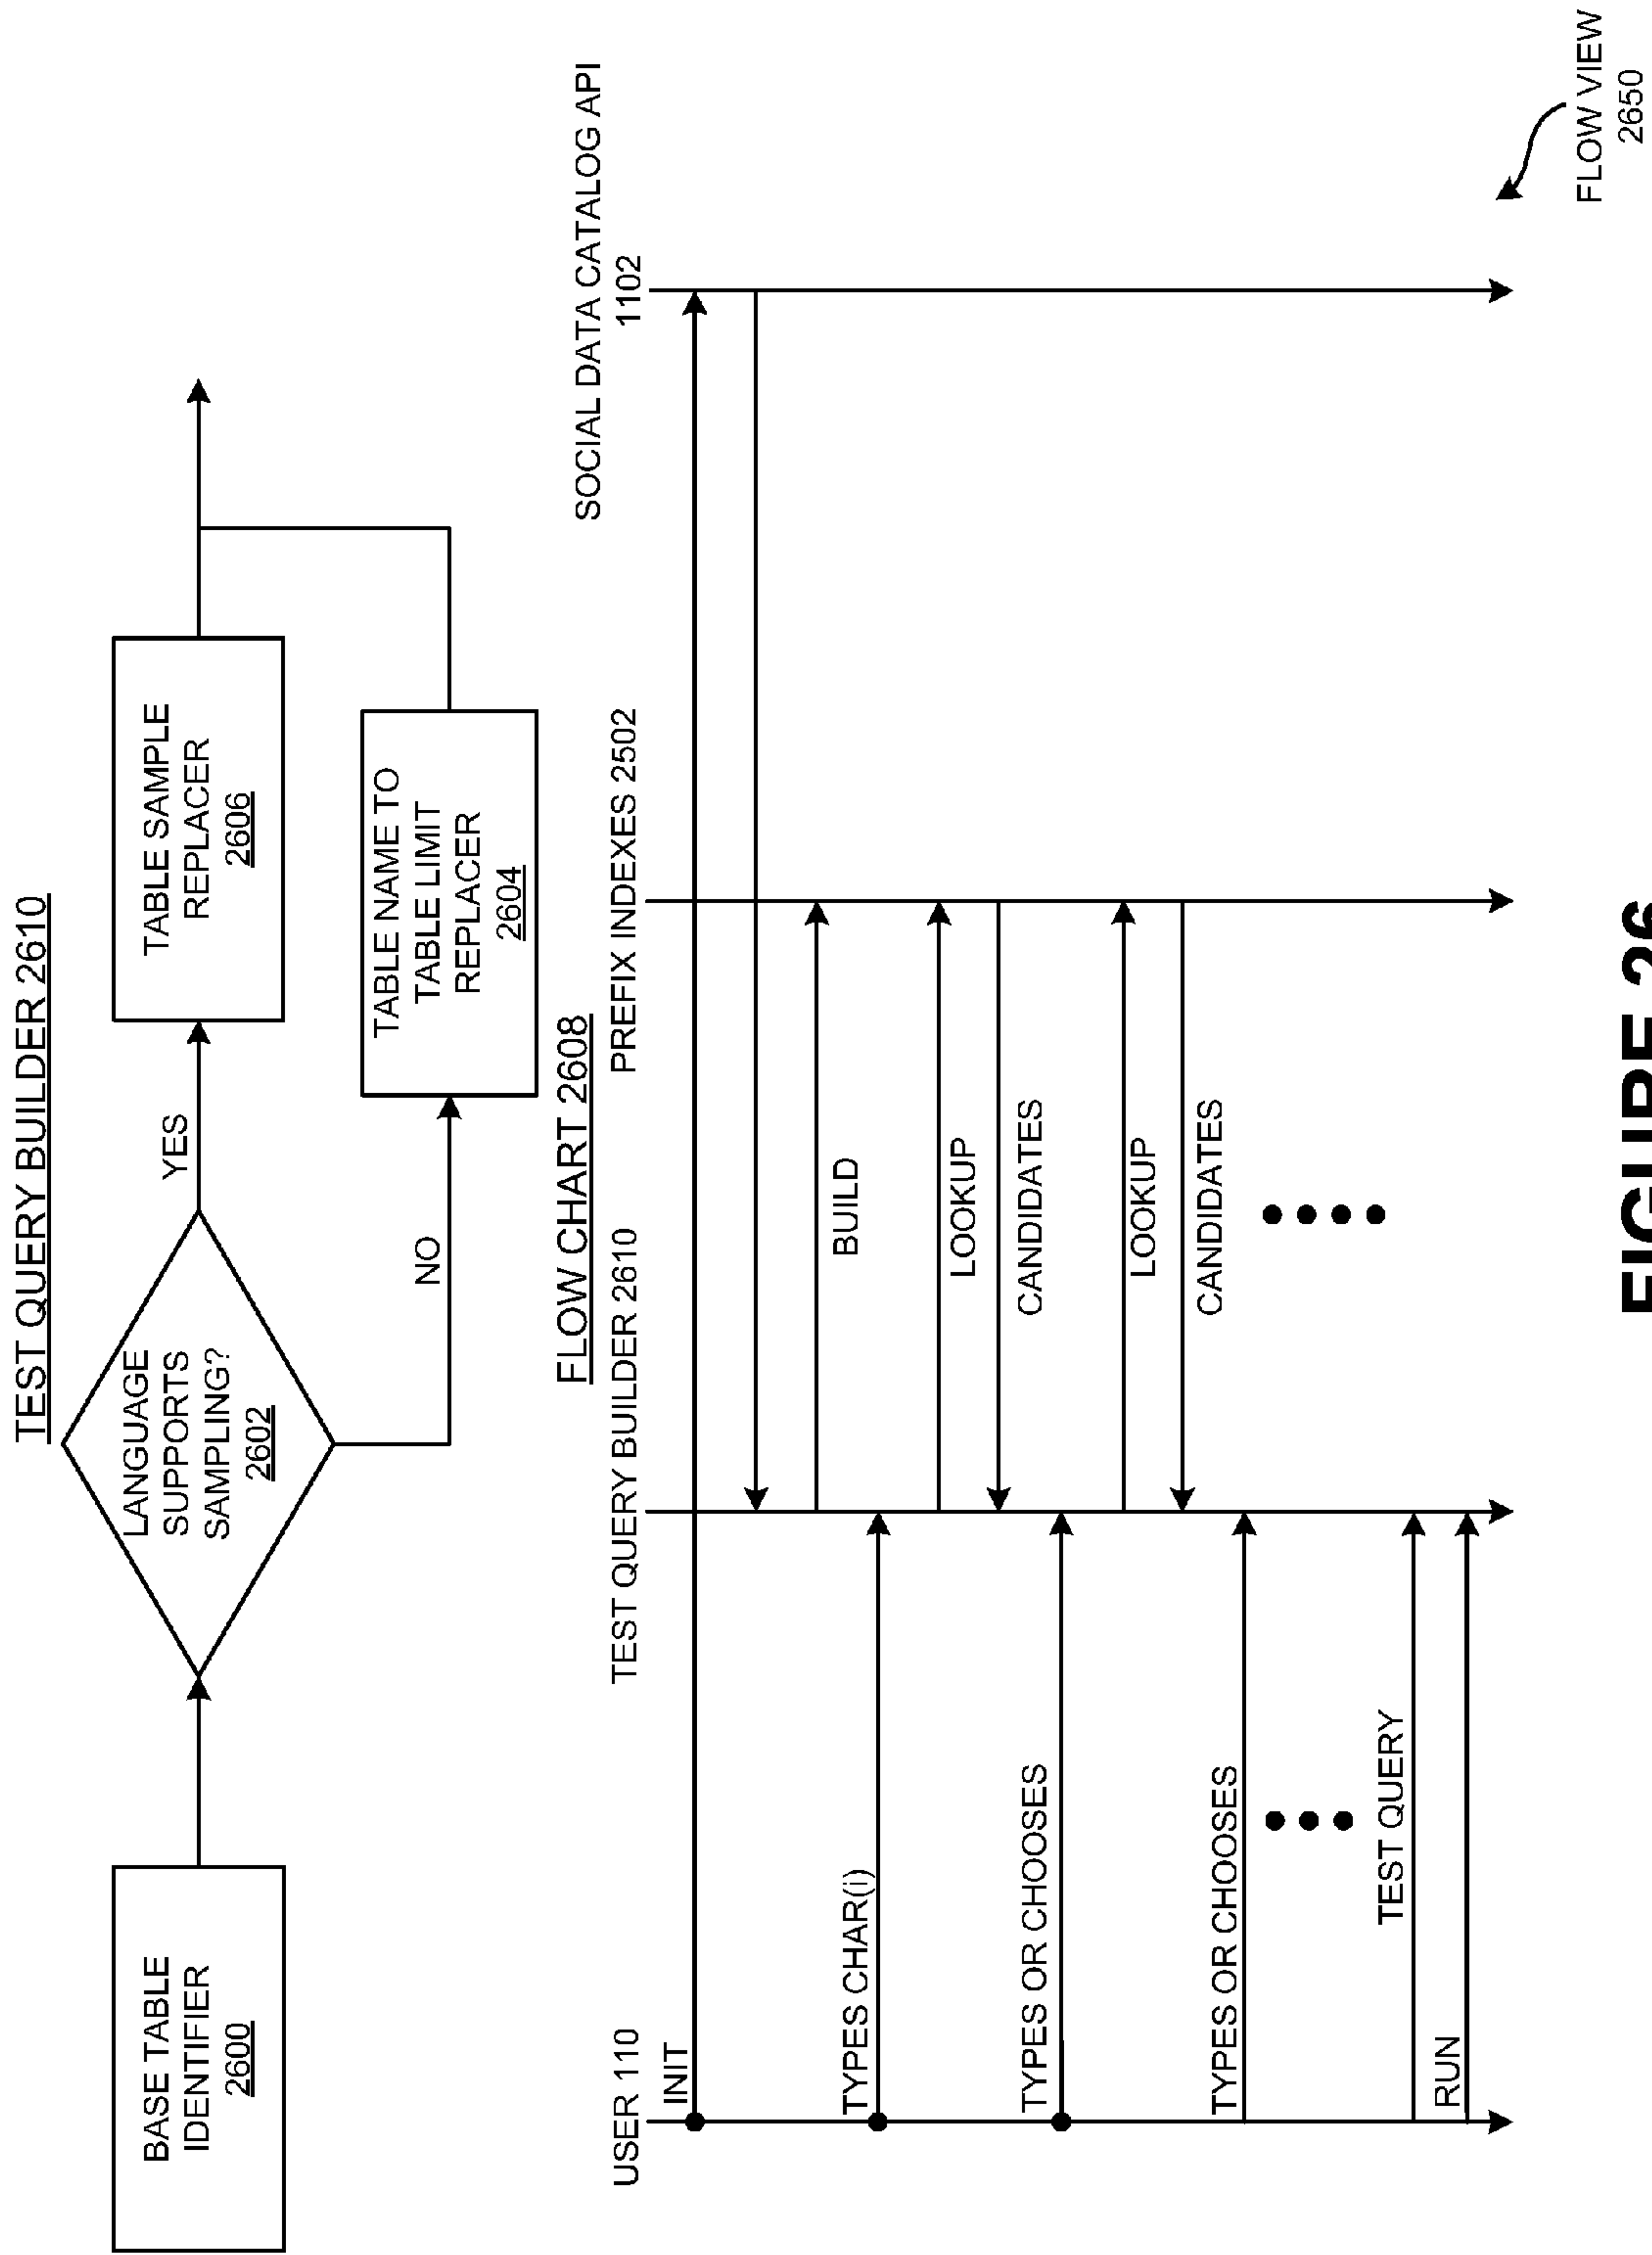 TEST QUERY BUILDER 2610
BASE TABLE
IDENTIFIER
2600
LANGUAGE
SUPPORTS
SAMPLING?
2602
YES
NO
TABLE SAMPLE
REPLACER
2606
TABLE NAME TO
TABLE LIMIT
REPLACER
2604
FLOW CHART 2608
USER 110
TEST QUERY BUILDER 2610
PREFIX INDEXES 2502
SOCIAL DATA CATALOG API
1102
INIT
BUILD
TYPES CHAR(i)
LOOKUP
CANDIDATES
TYPES OR CHOOSES
LOOKUP
CANDIDATES
TYPES OR CHOOSES
TEST QUERY
RUN
FLOW VIEW
2650
FIGURE 26